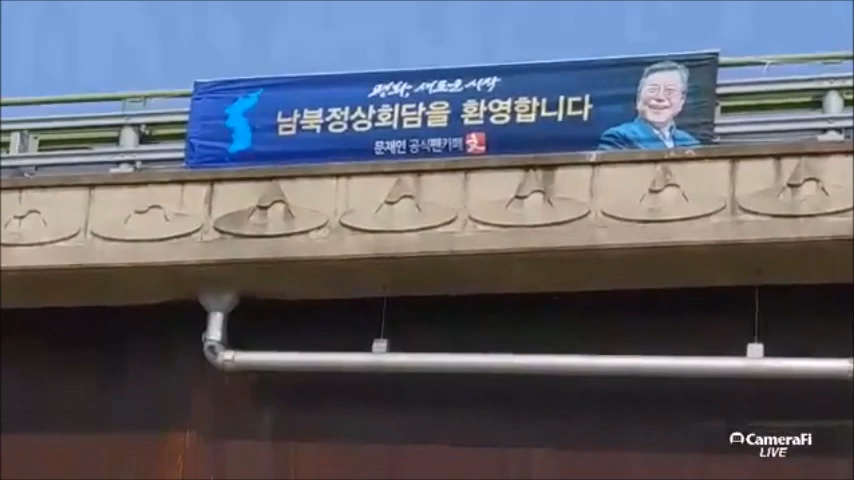 평화, 새로운 시작
남북정상회담을 환영합니다
문재인 공식팬카페 文
CameraFi
LIVE